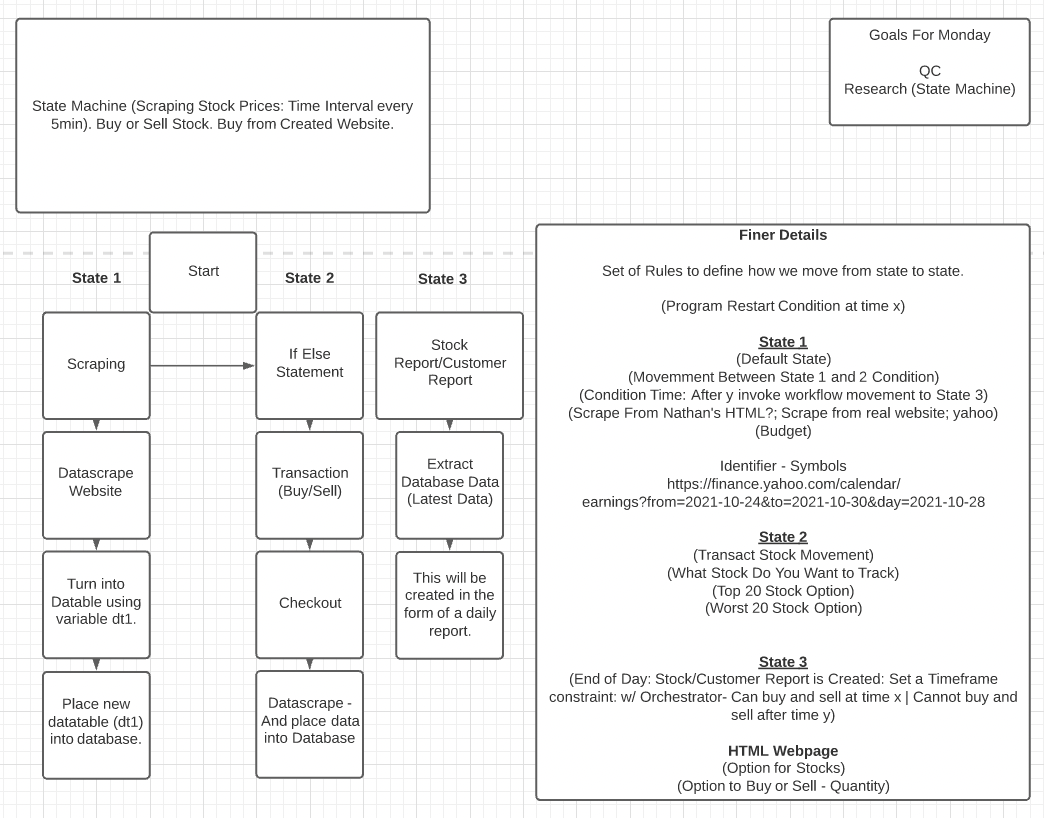 State Machine (Scraping Stock Prices: Time Interval every
5min). Buy or Sell Stock. Buy from Created Website.
Goals For Monday
QC
Research (State Machine)
Start
State 1
State 2
State 3
Scraping
If Else
Statement
Stock
Report/Customer
Report
Datascrape
Website
Transaction
(Buy/Sell)
Extract
Database Data
(Latest Data)
Turn into
Datable using
variable dt1.
Checkout
This will be
created in the
form of a daily
report.
Place new
datatable (dt1)
into database.
Datascrape -
And place data
into Database
Finer Details
Set of Rules to define how we move from state to state.
(Program Restart Condition at time x)
State 1
(Default State)
(Movemment Between State 1 and 2 Condition)
(Condition Time: After y invoke workflow movement to State 3)
(Scrape From Nathan's HTML?; Scrape from real website; yahoo)
(Budget)
Identifier - Symbols
https://finance.yahoo.com/calendar/
earnings?from=2021-10-24&to=2021-10-30&day=2021-10-28
State 2
(Transact Stock Movement)
(What Stock Do You Want to Track)
(Top 20 Stock Option)
(Worst 20 Stock Option)
State 3
(End of Day: Stock/Customer Report is Created: Set a Timeframe
constraint: w/ Orchestrator- Can buy and sell at time x | Cannot buy and
sell after time y)
HTML Webpage
(Option for Stocks)
(Option to Buy or Sell - Quantity)